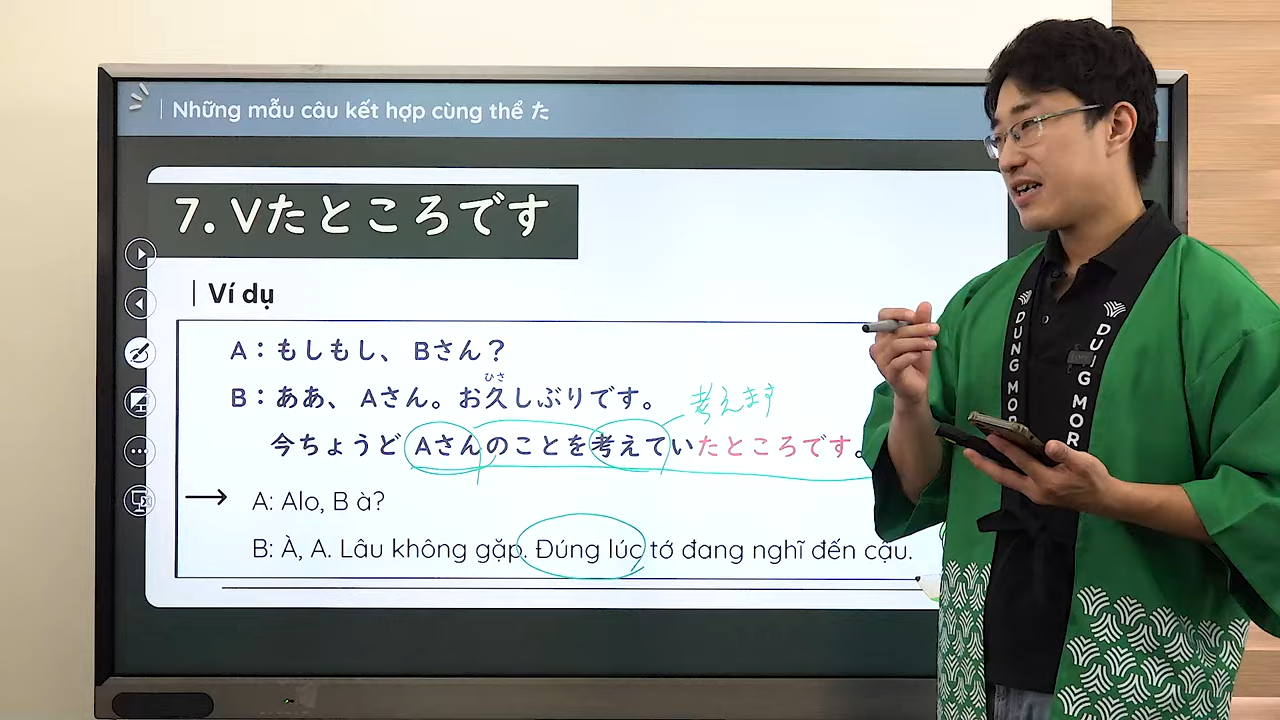 Những mẫu câu kết hợp cùng thể た
7. Vたところです
Ví dụ
A：もしもし、Bさん？
ひさ
B：ああ、Aさん。お久しぶりです。
考えます
今ちょうどAさんのことを考えていたところです。
→ A: Alo, B à?
B: À, A. Lâu không gặp. Đúng lúc tớ đang nghĩ đến cậu.
DUNG MOR
DUNG MOR